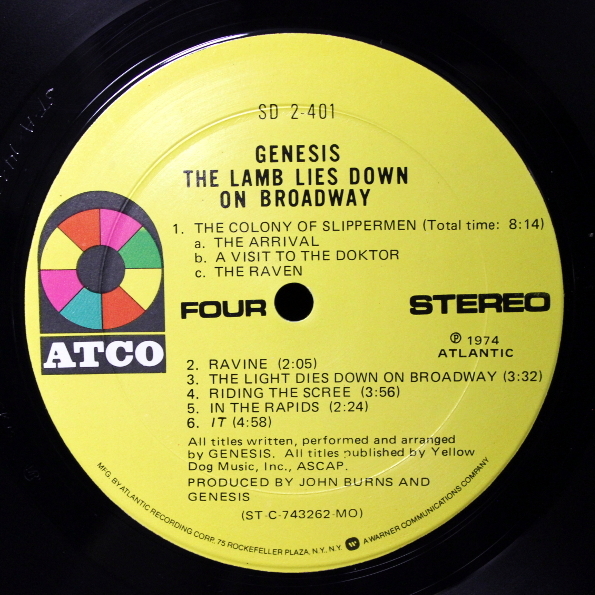 SD 2-401
GENESIS
THE LAMB LIES DOWN
ON BROADWAY
1. THE COLONY OF SLIPPERMEN (Total time: 8:14)
a. THE ARRIVAL
b. A VISIT TO THE DOKTOR
c. THE RAVEN
FOUR
STEREO
ATCO
℗ 1974
ATLANTIC
2. RAVINE (2:05)
3. THE LIGHT DIES DOWN ON BROADWAY (3:32)
4. RIDING THE SCREE (3:56)
5. IN THE RAPIDS (2:24)
6. IT (4:58)
All titles written, performed and arranged
by GENESIS. All titles published by Yellow
Dog Music, Inc., ASCAP.
PRODUCED BY JOHN BURNS AND
GENESIS
(ST-C-743262-MO)
MFG. BY ATLANTIC RECORDING CORP. 75 ROCKEFELLER PLAZA, N.Y., N.Y. W A WARNER COMMUNICATIONS COMPANY